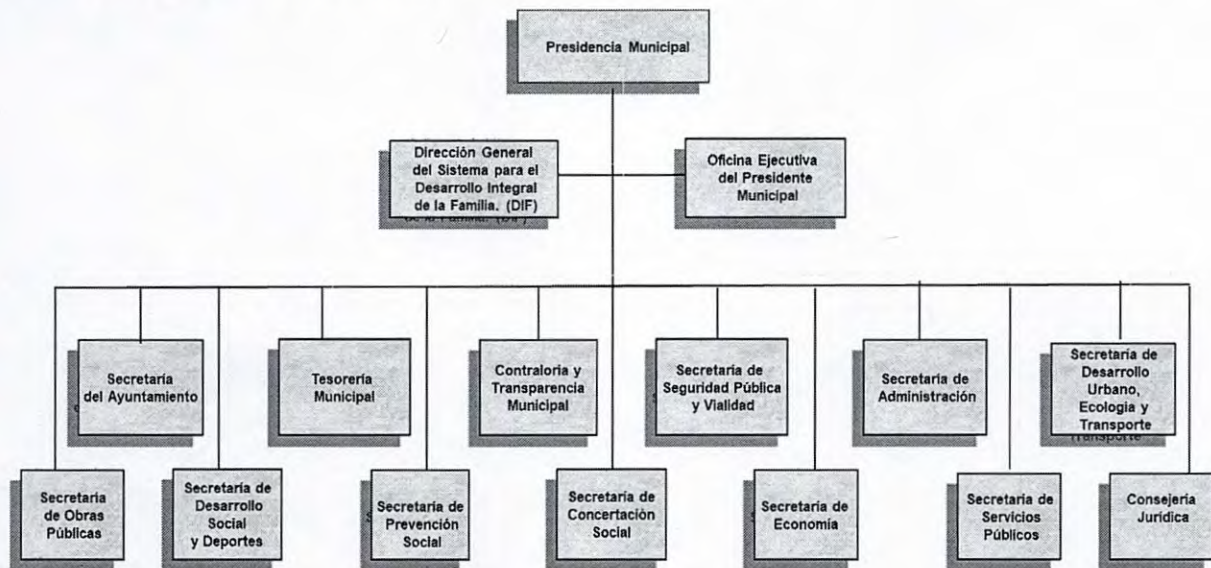 Presidencia Municipal
Dirección General
del Sistema para el
Desarrollo Integral
de la Familia. (DIF)
Oficina Ejecutiva
del Presidente
Municipal
Secretaría
del Ayuntamiento
Tesorería
Municipal
Contraloría y
Transparencia
Municipal
Secretaría de
Seguridad Pública
y Vialidad
Secretaría de
Administración
Secretaría de
Desarrollo
Urbano,
Ecología y
Transporte
Secretaría
de Obras
Públicas
Secretaría de
Desarrollo
Social
y Deportes
Secretaría de
Prevención
Social
Secretaría de
Concertación
Social
Secretaría de
Economía
Secretaría de
Servicios
Públicos
Consejería
Jurídica